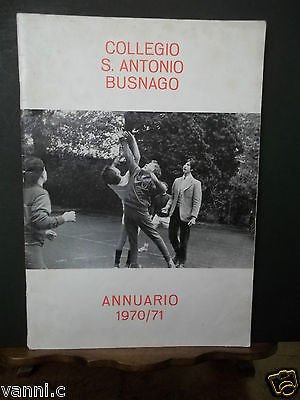 COLLEGIO
S. ANTONIO
BUSNAGO
ANNUARIO
1970/71
vanni.c